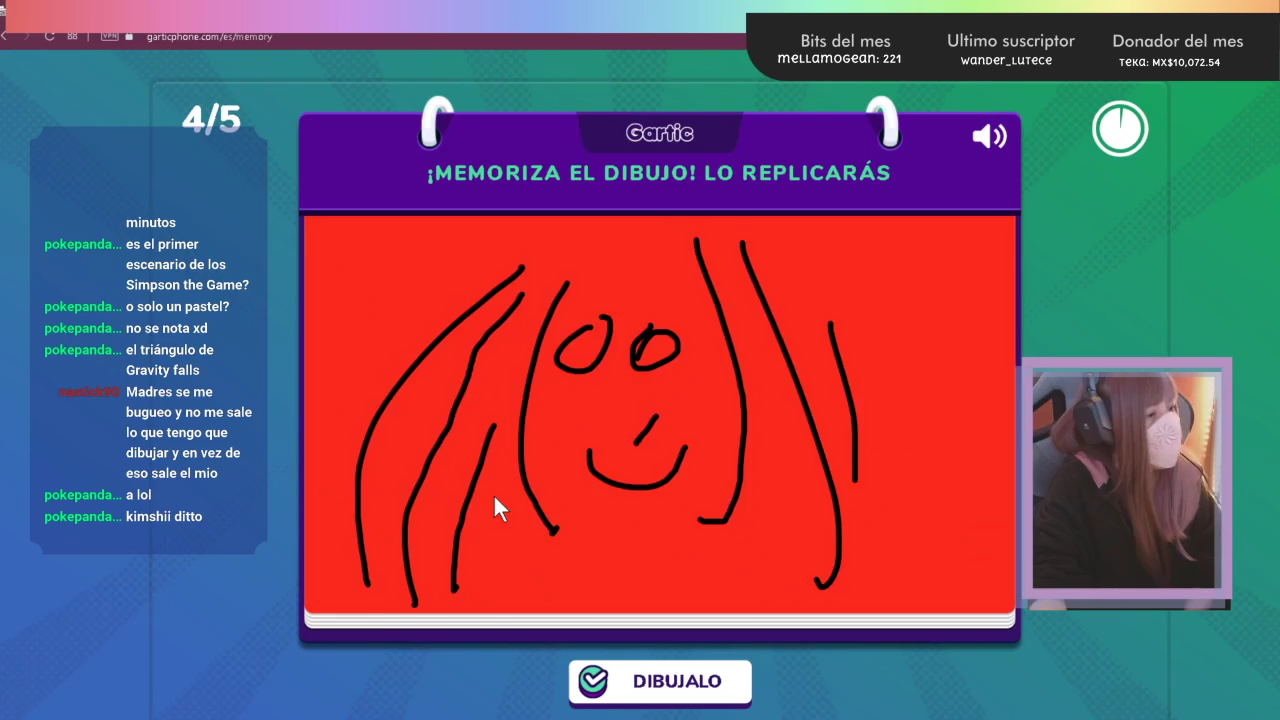 VPN
garticphone.com/es/memory
Bits del mes
mellamogean: 221
Ultimo suscriptor
wander_lutece
Donador del mes
Teka: MX$10,072.54
4/5
Gartic
¡MEMORIZA EL DIBUJO! LO REPLICARÁS
minutos
pokepanda... es el primer
escenario de los
Simpson the Game?
pokepanda... o solo un pastel?
pokepanda... no se nota xd
pokepanda... el triángulo de
Gravity falls
Madres se me
bugueo y no me sale
lo que tengo que
dibujar y en vez de
eso sale el mio
pokepanda... a lol
pokepanda... kimshii ditto
DIBUJALO